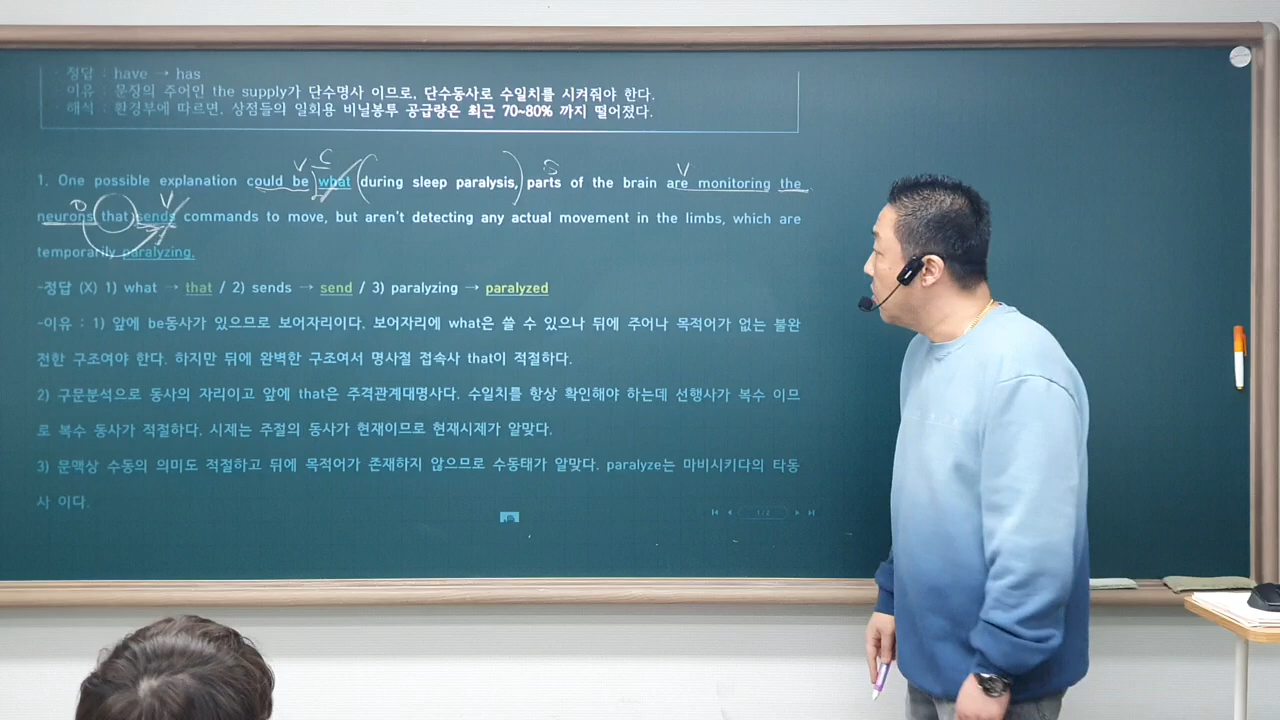 정답 : have → has
이유 : 문장의 주어인 the supply가 단수명사 이므로, 단수동사로 수일치를 시켜줘야 한다.
해석 : 환경부에 따르면, 상점들의 일회용 비닐봉투 공급량은 최근 70~80% 까지 떨어졌다.
V C S V
1. One possible explanation could be what (during sleep paralysis,) parts of the brain are monitoring the
V
neurons that sends commands to move, but aren't detecting any actual movement in the limbs, which are
temporarily paralyzing.
-정답 (X) 1) what → that / 2) sends → send / 3) paralyzing → paralyzed
-이유 : 1) 앞에 be동사가 있으므로 보어자리이다. 보어자리에 what은 쓸 수 있으나 뒤에 주어나 목적어가 없는 불완
전한 구조여야 한다. 하지만 뒤에 완벽한 구조여서 명사절 접속사 that이 적절하다.
2) 구문분석으로 동사의 자리이고 앞에 that은 주격관계대명사다. 수일치를 항상 확인해야 하는데 선행사가 복수 이므
로 복수 동사가 적절하다. 시제는 주절의 동사가 현재이므로 현재시제가 알맞다.
3) 문맥상 수동의 의미도 적절하고 뒤에 목적어가 존재하지 않으므로 수동태가 알맞다. paralyze는 마비시키다의 타동
사 이다.